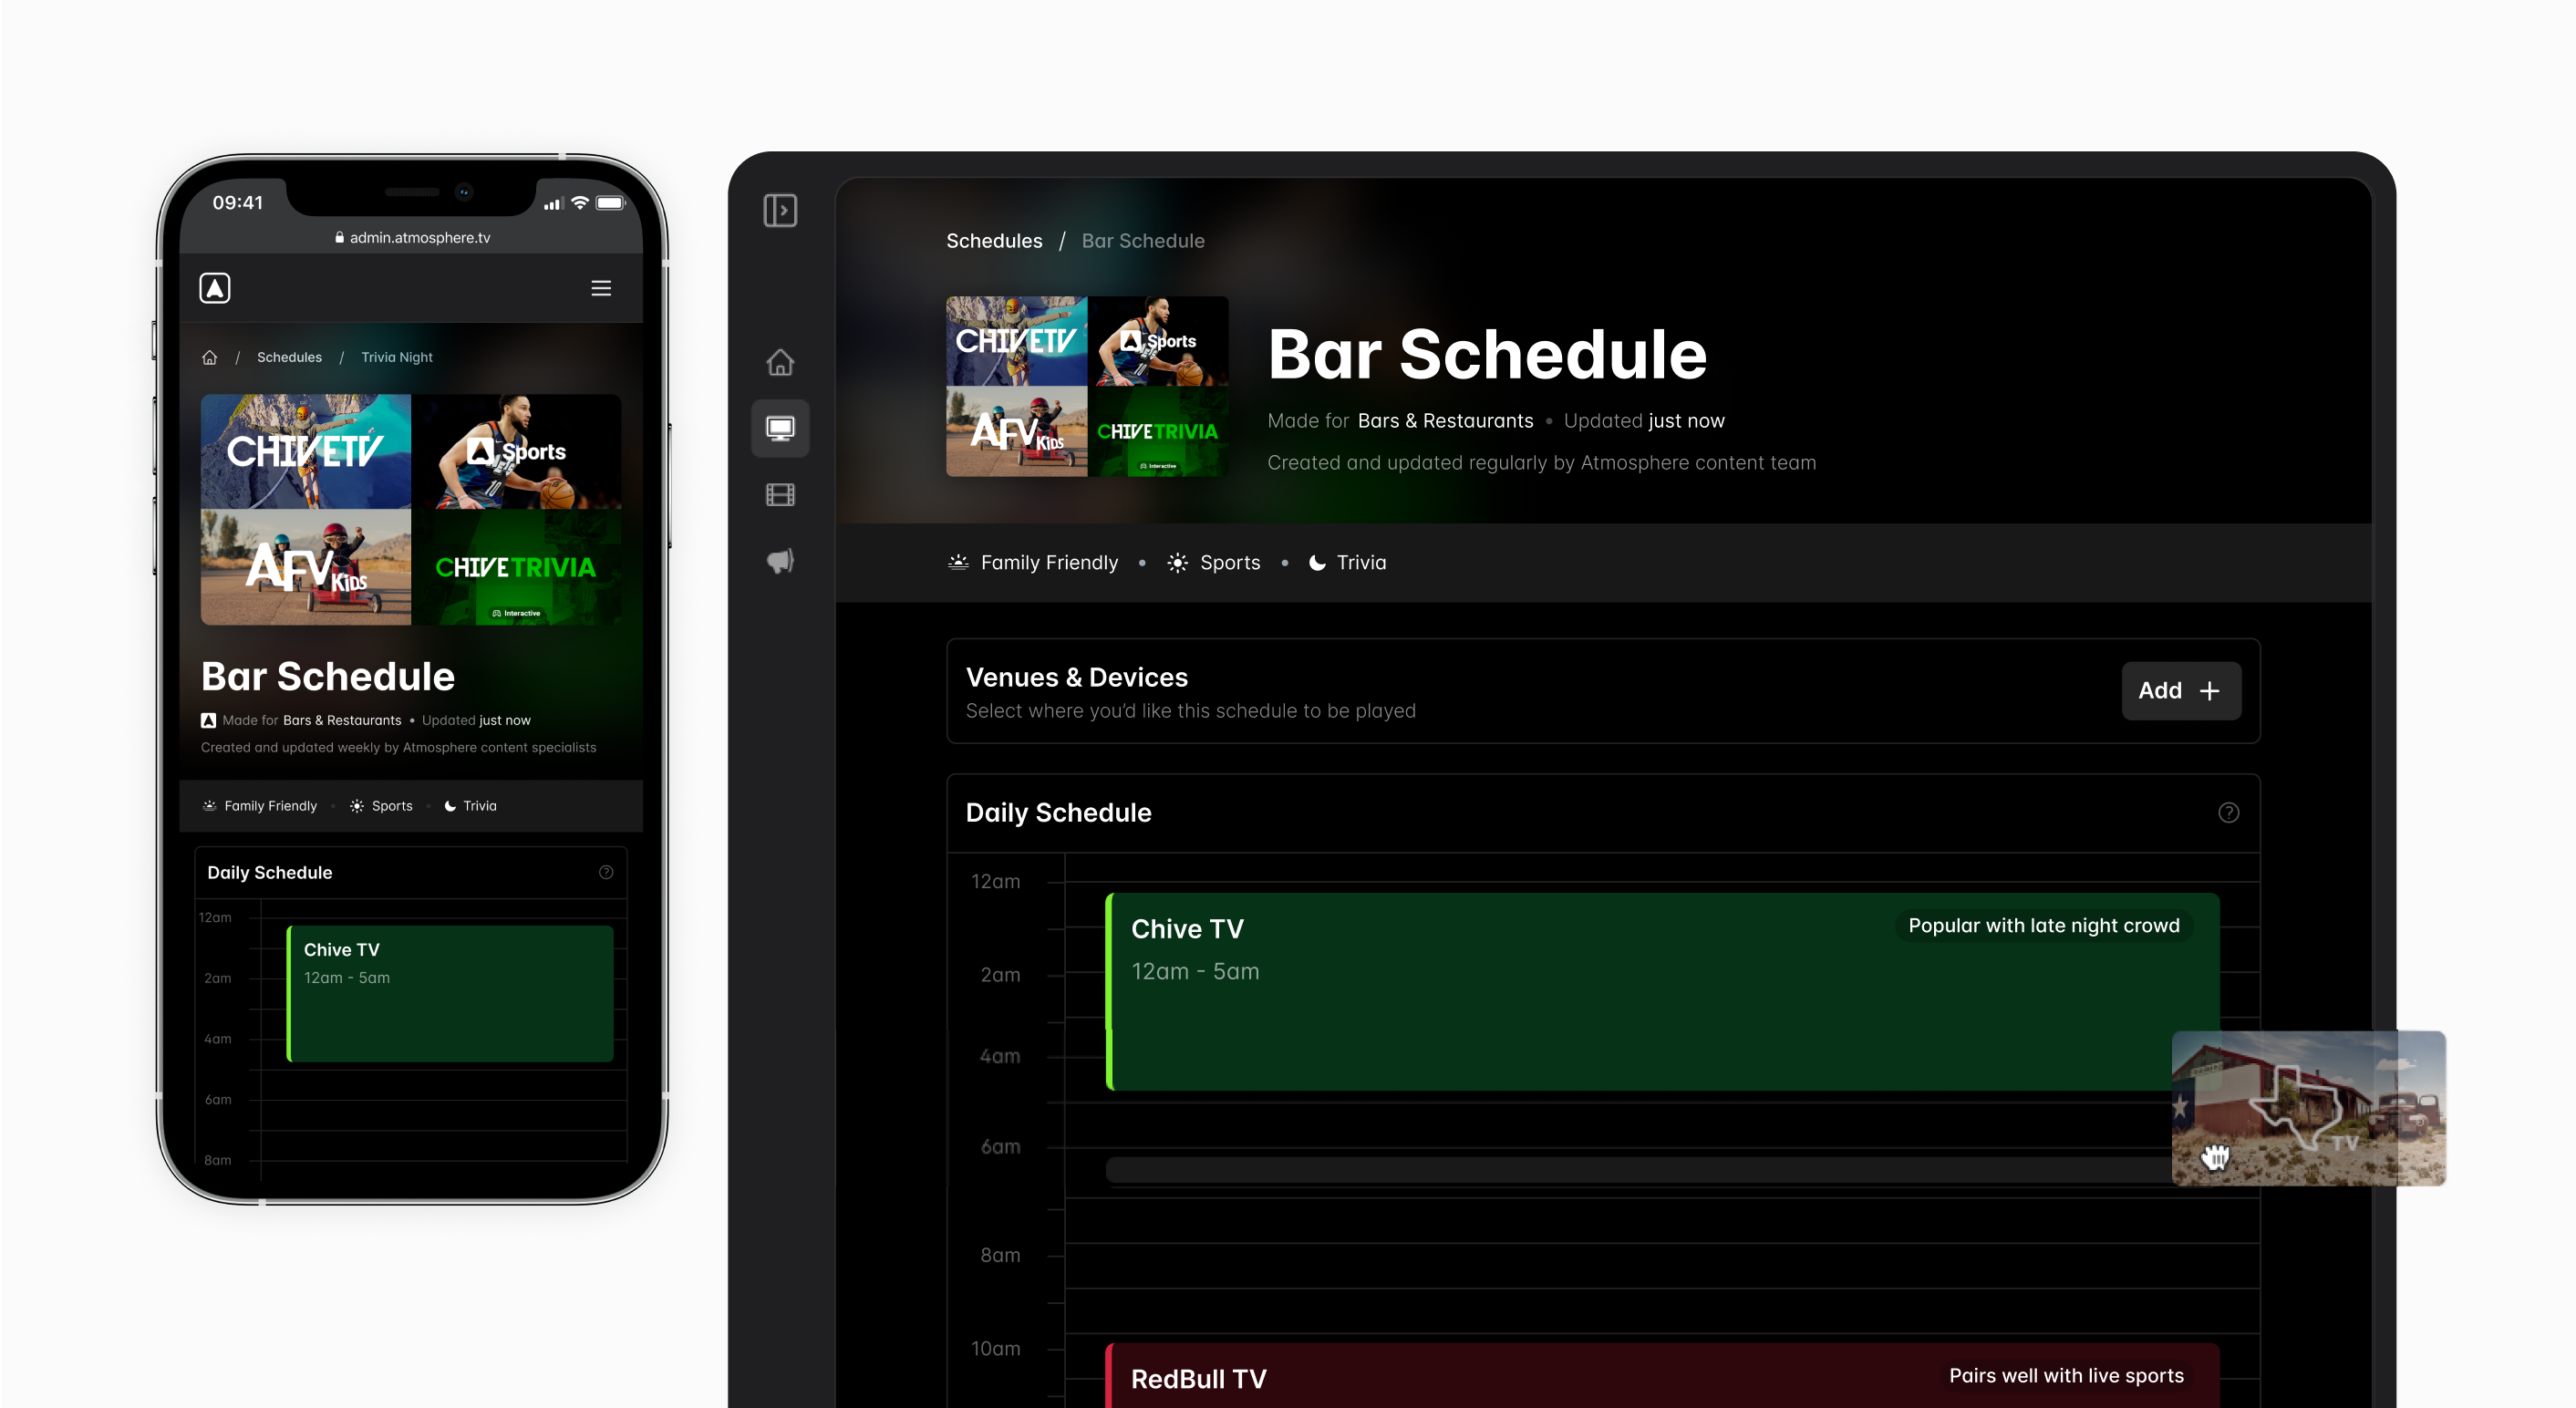 09:41
admin.atmosphere.tv
/ Schedules / Trivia Night
CHIVETV
Sports
AFV Kids
CHIVETRIVIA
Interactive
Bar Schedule
Made for Bars & Restaurants • Updated just now
Created and updated weekly by Atmosphere content specialists
Family Friendly • Sports • Trivia
Daily Schedule
12am
Chive TV
2am
12am - 5am
4am
6am
8am
Schedules / Bar Schedule
CHIVETV
Sports
AFV Kids
CHIVETRIVIA
Interactive
Bar Schedule
Made for Bars & Restaurants • Updated just now
Created and updated regularly by Atmosphere content team
Family Friendly • Sports • Trivia
Venues & Devices
Select where you’d like this schedule to be played
Add +
Daily Schedule
12am
Chive TV
Popular with late night crowd
12am - 5am
2am
4am
TV
6am
8am
10am
RedBull TV
Pairs well with live sports